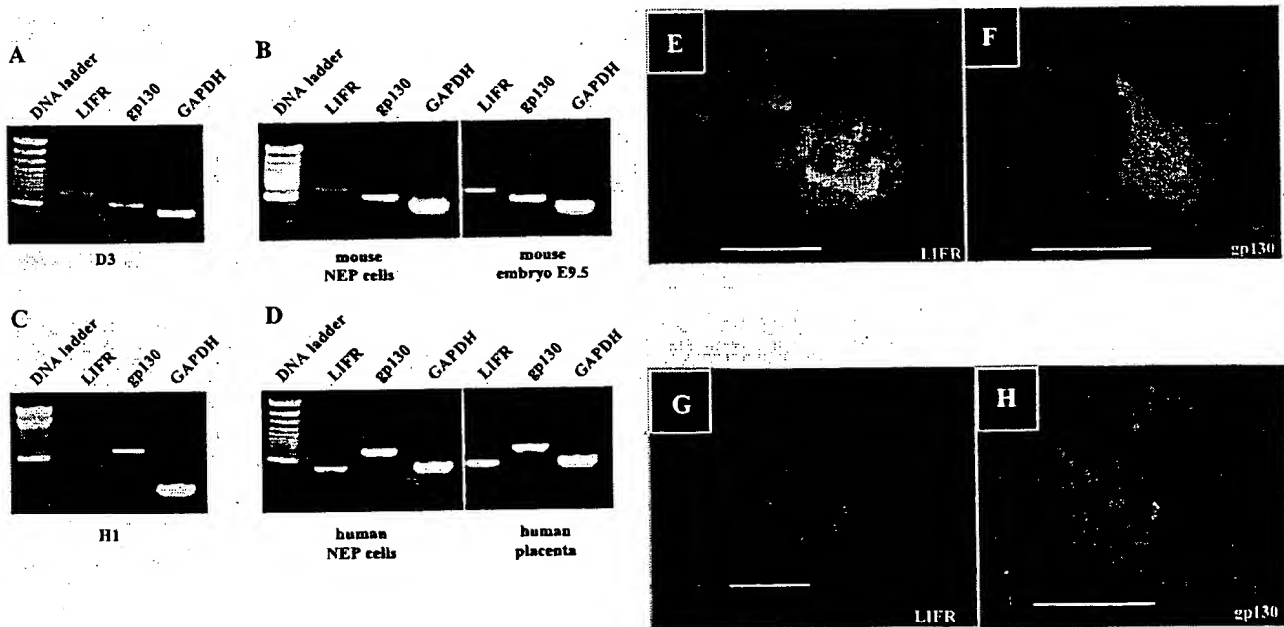 A
DNA ladder
LIFR
gp130
GAPDH
D3
B
DNA ladder
LIFR
gp130
GAPDH
LIFR
gp130
GAPDH
mouse
NEP cells
mouse
embryo E9.5
C
DNA ladder
LIFR
gp130
GAPDH
H1
D
DNA ladder
LIFR
gp130
GAPDH
LIFR
gp130
GAPDH
human
NEP cells
human
placenta
E
LIFR
F
gp130
G
LIFR
H
gp130